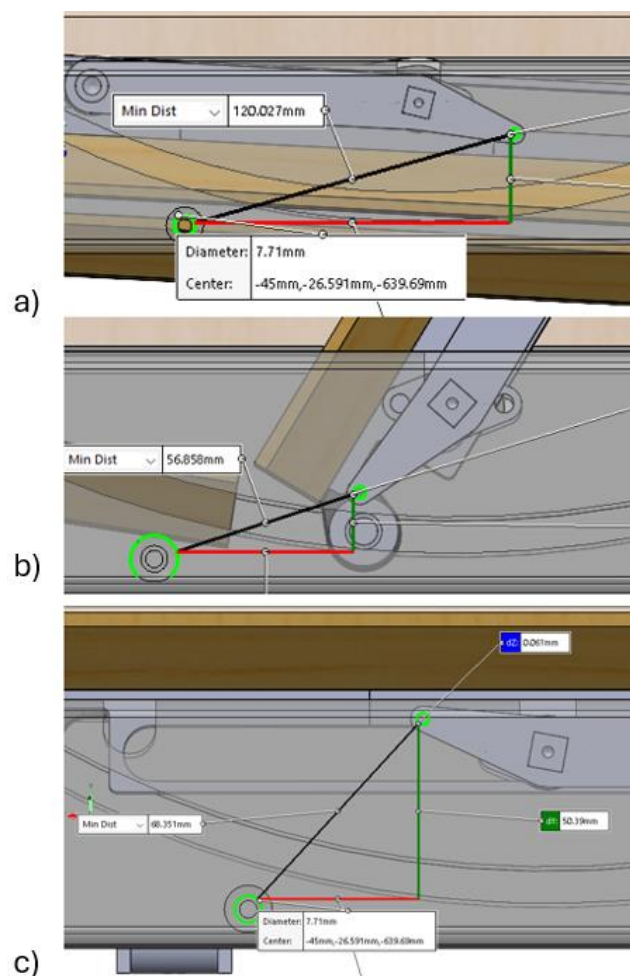 Min Dist 120.027mm
Diameter: 7.71mm
Center: -45mm,-26.591mm,-639.69mm
a)
Min Dist 56.858mm
b)
dZ: 0.061mm
Min Dist 68.351mm
dY: 50.39mm
Diameter: 7.71mm
Center: -45mm,-26.591mm,-639.69mm
c)